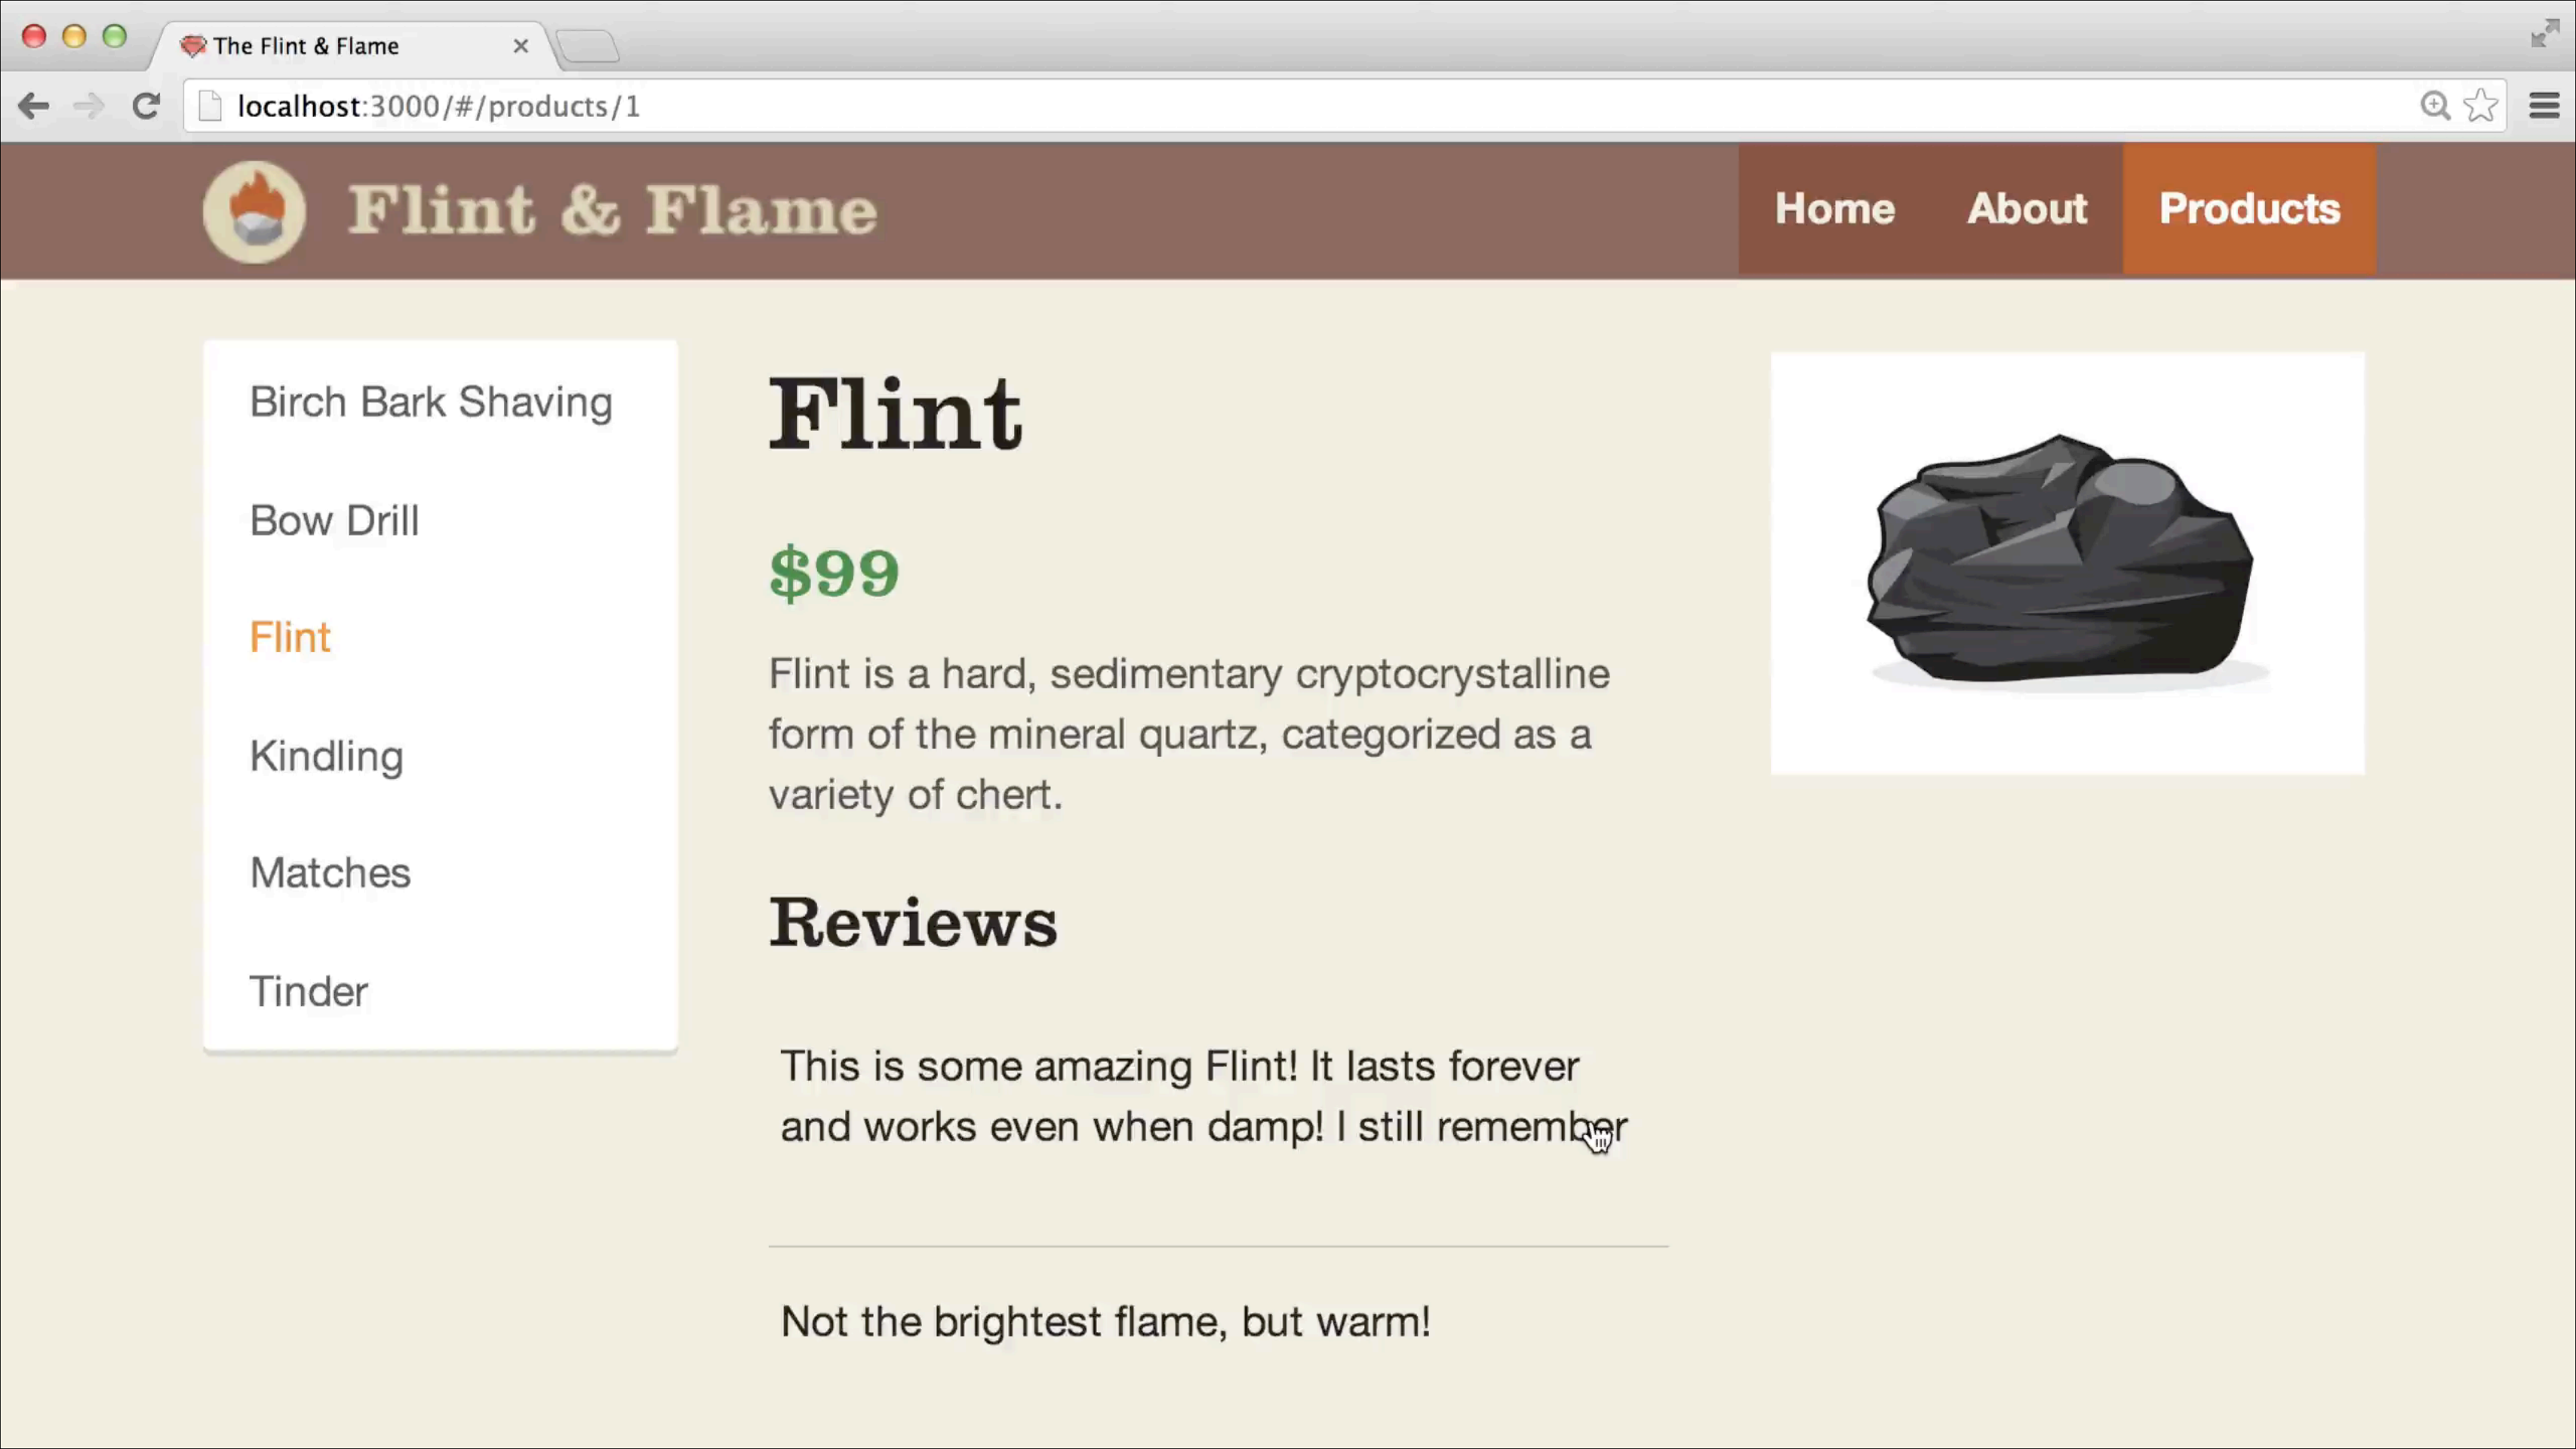 The Flint & Flame
localhost:3000/#/products/1
Flint & Flame
Home
About
Products
Birch Bark Shaving
Bow Drill
Flint
Kindling
Matches
Tinder
Flint
$99
Flint is a hard, sedimentary cryptocrystalline
form of the mineral quartz, categorized as a
variety of chert.
Reviews
This is some amazing Flint! It lasts forever
and works even when damp! I still remember
Not the brightest flame, but warm!